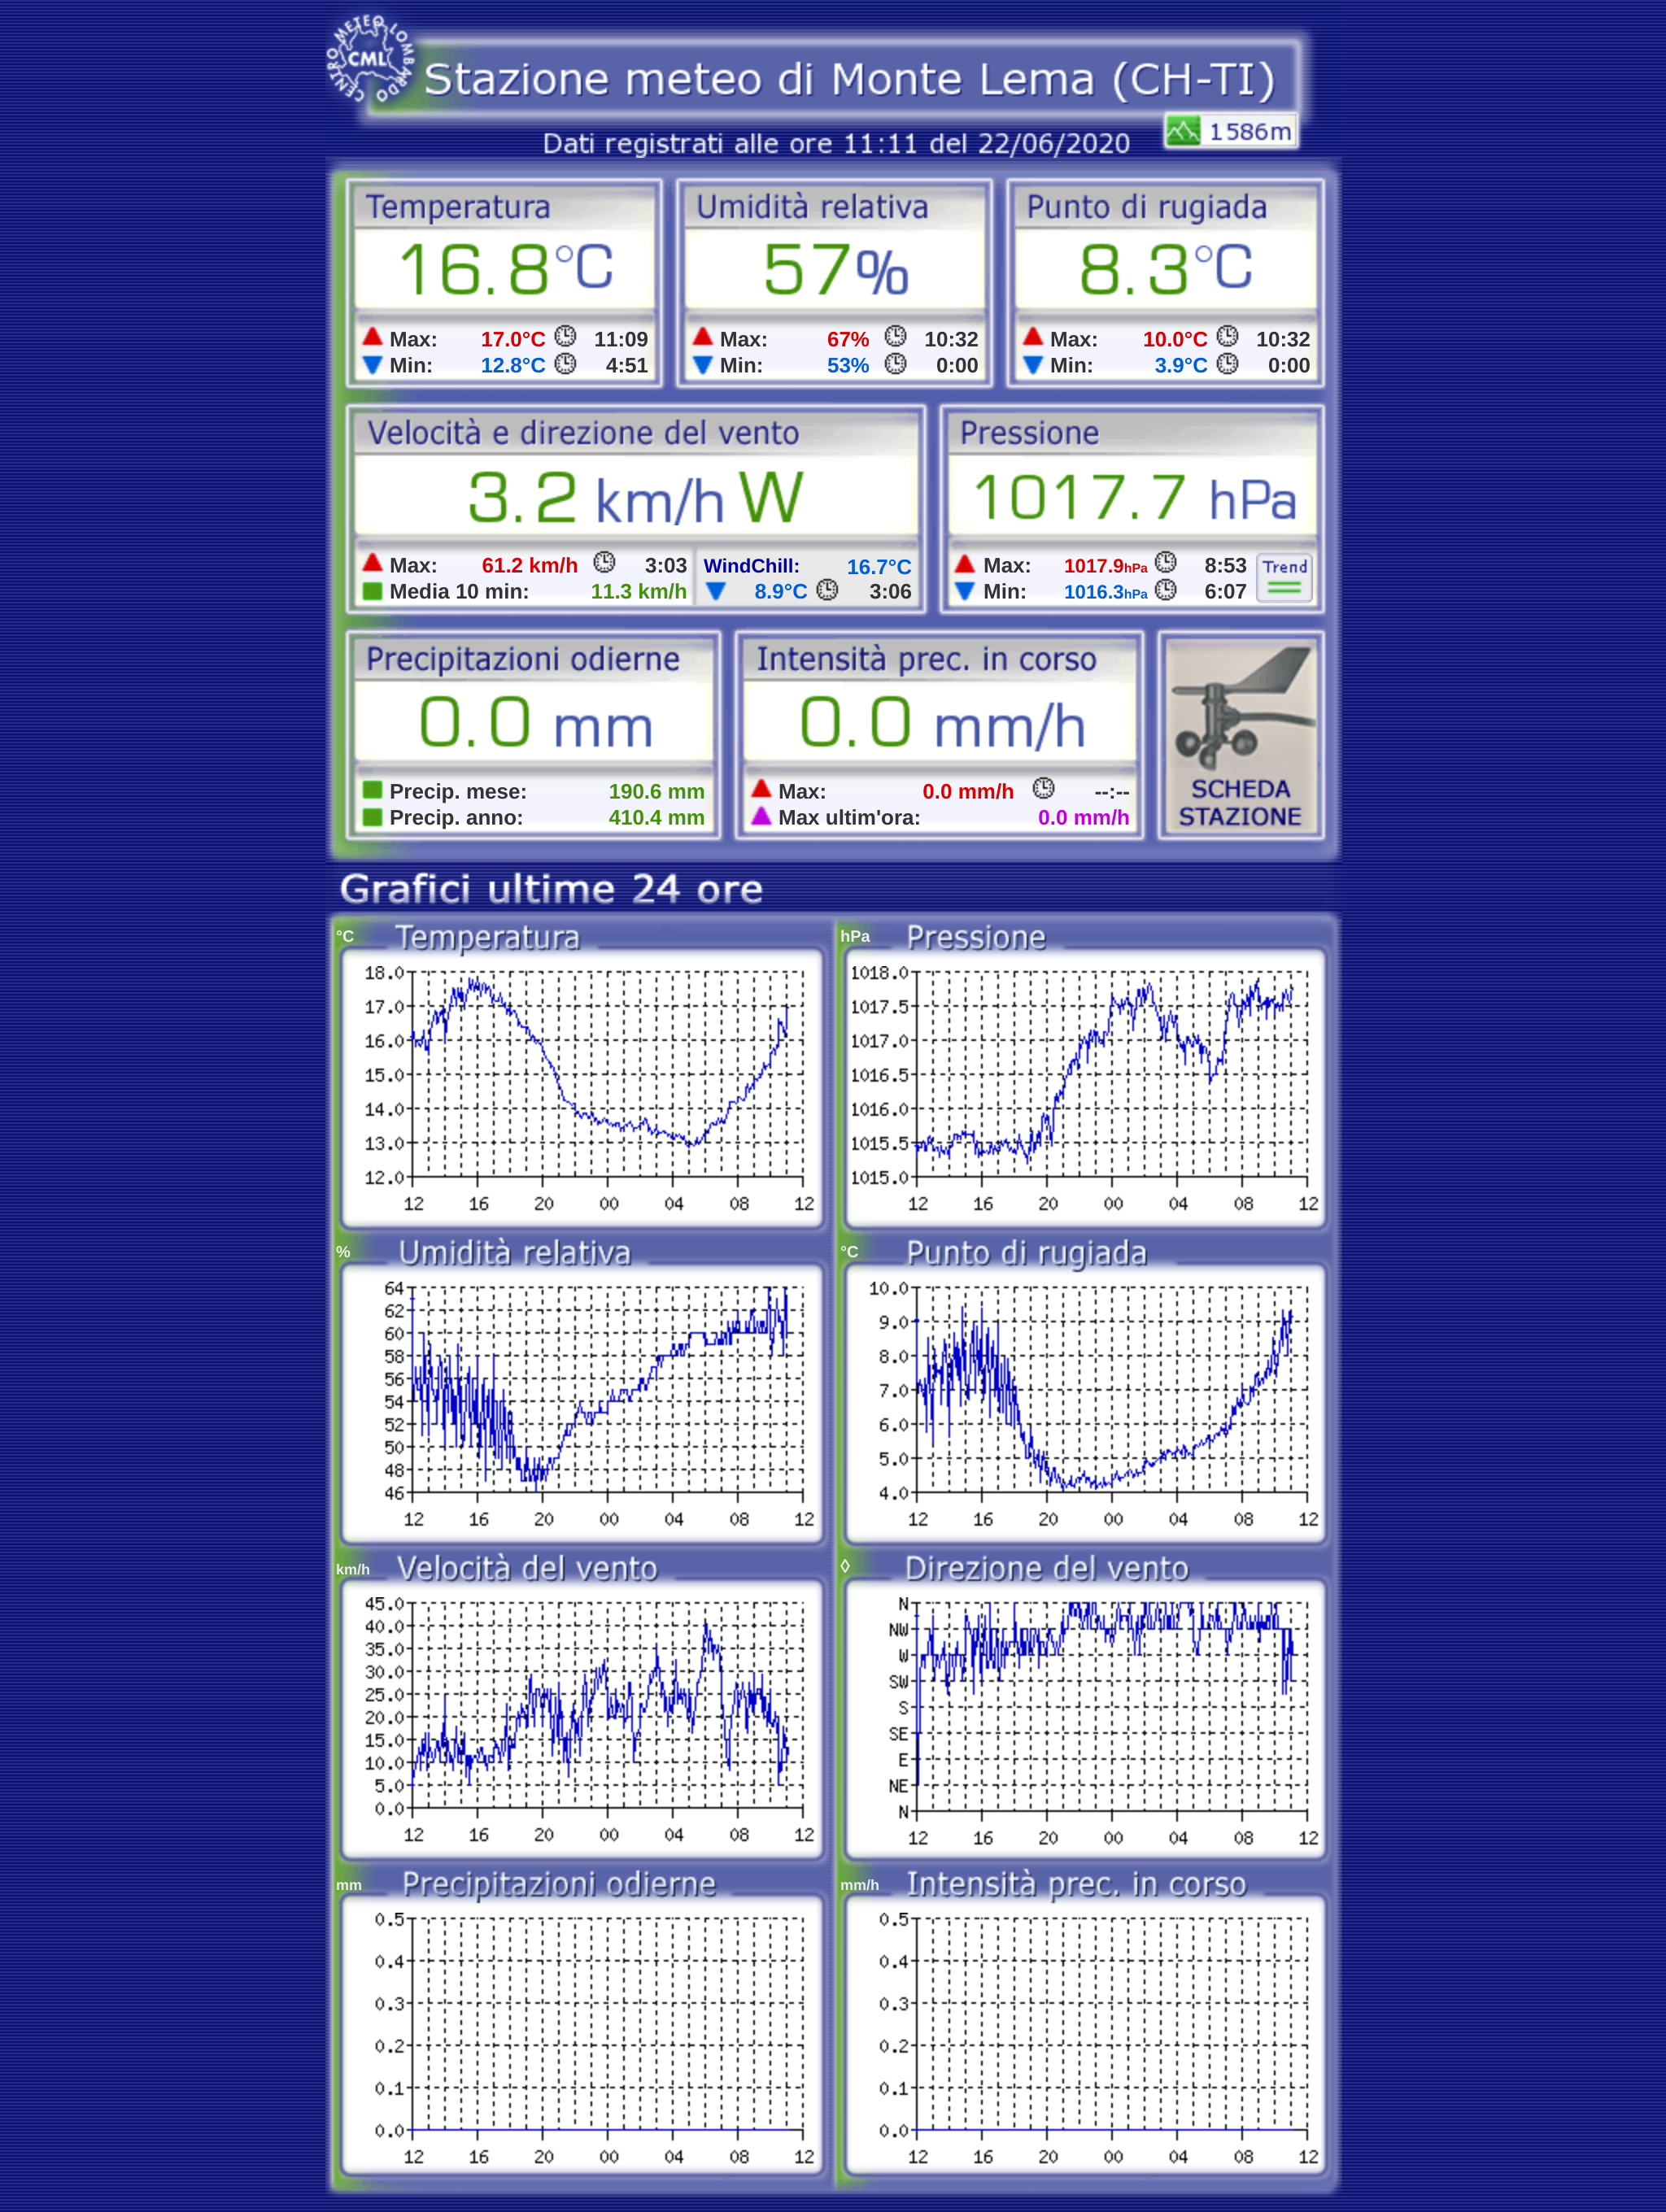 CENTRO METEO LOMBARDO
CML
Stazione meteo di Monte Lema (CH-TI)
Dati registrati alle ore 11:11 del 22/06/2020
1586m
Temperatura
16.8°C
Max: 17.0°C 11:09
Min: 12.8°C 4:51
Umidità relativa
57%
Max: 67% 10:32
Min: 53% 0:00
Punto di rugiada
8.3°C
Max: 10.0°C 10:32
Min: 3.9°C 0:00
Velocità e direzione del vento
3.2 km/h W
Max: 61.2 km/h 3:03
Media 10 min: 11.3 km/h
WindChill: 16.7°C
8.9°C 3:06
Pressione
1017.7 hPa
Max: 1017.9hPa 8:53
Min: 1016.3hPa 6:07
Trend
Precipitazioni odierne
0.0 mm
Precip. mese: 190.6 mm
Precip. anno: 410.4 mm
Intensità prec. in corso
0.0 mm/h
Max: 0.0 mm/h --:--
Max ultim'ora: 0.0 mm/h
SCHEDA
STAZIONE
Grafici ultime 24 ore
°C Temperatura
18.0
17.0
16.0
15.0
14.0
13.0
12.0
12 16 20 00 04 08 12
hPa Pressione
1018.0
1017.5
1017.0
1016.5
1016.0
1015.5
1015.0
12 16 20 00 04 08 12
% Umidità relativa
64
62
60
58
56
54
52
50
48
46
12 16 20 00 04 08 12
°C Punto di rugiada
10.0
9.0
8.0
7.0
6.0
5.0
4.0
12 16 20 00 04 08 12
km/h Velocità del vento
45.0
40.0
35.0
30.0
25.0
20.0
15.0
10.0
5.0
0.0
12 16 20 00 04 08 12
◊ Direzione del vento
N
NW
W
SW
S
SE
E
NE
N
12 16 20 00 04 08 12
mm Precipitazioni odierne
0.5
0.4
0.3
0.2
0.1
0.0
12 16 20 00 04 08 12
mm/h Intensità prec. in corso
0.5
0.4
0.3
0.2
0.1
0.0
12 16 20 00 04 08 12